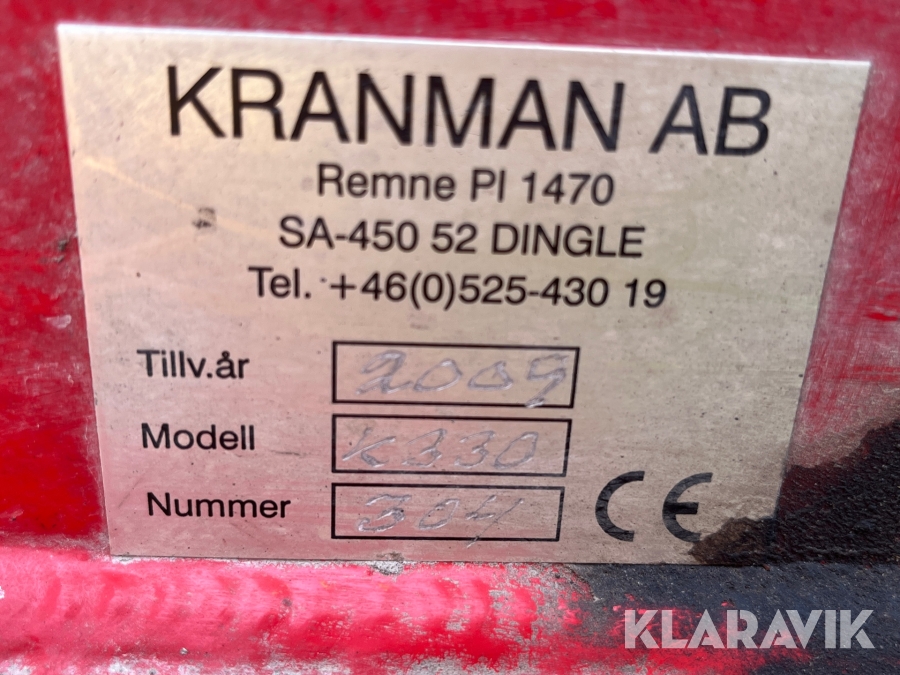 KRANMAN AB
Remne Pl 1470
SA-450 52 DINGLE
Tel. +46(0)525-430 19
Tillv.år 2009
Modell K330
Nummer 304
CE
KLARAVIK